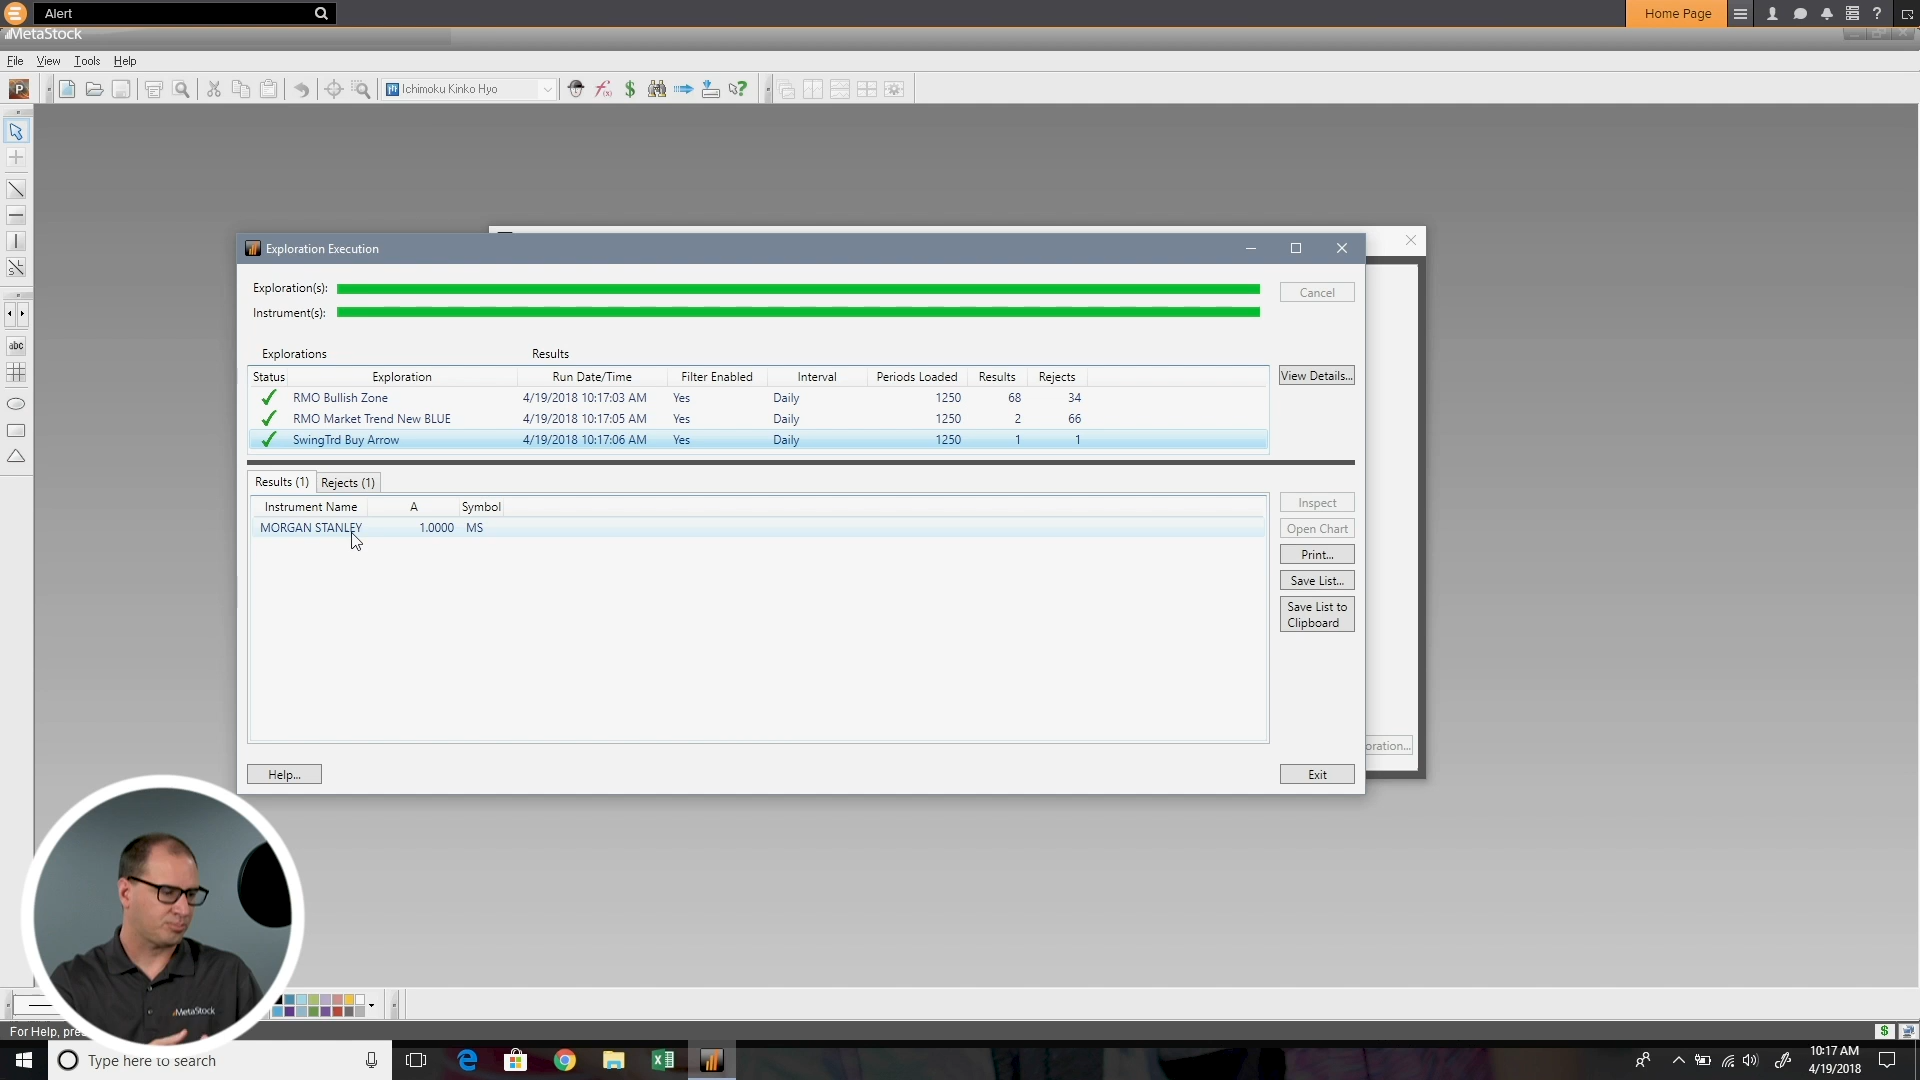 Alert
Home Page
MetaStock
File View Tools Help
P
Ichimoku Kinko Hyo
Exploration Execution
Exploration(s):
Cancel
Instrument(s):
Explorations Results
Status Exploration Run Date/Time Filter Enabled Interval Periods Loaded Results Rejects
View Details...
RMO Bullish Zone 4/19/2018 10:17:03 AM Yes Daily 1250 68 34
RMO Market Trend New BLUE 4/19/2018 10:17:05 AM Yes Daily 1250 2 66
SwingTrd Buy Arrow 4/19/2018 10:17:06 AM Yes Daily 1250 1 1
Results (1) Rejects (1)
Instrument Name A Symbol
MORGAN STANLEY 1.0000 MS
Inspect
Open Chart
Print...
Save List...
Save List to
Clipboard
oration...
Help...
Exit
abc
MetaStock
For Help, pre
Type here to search
10:17 AM
4/19/2018